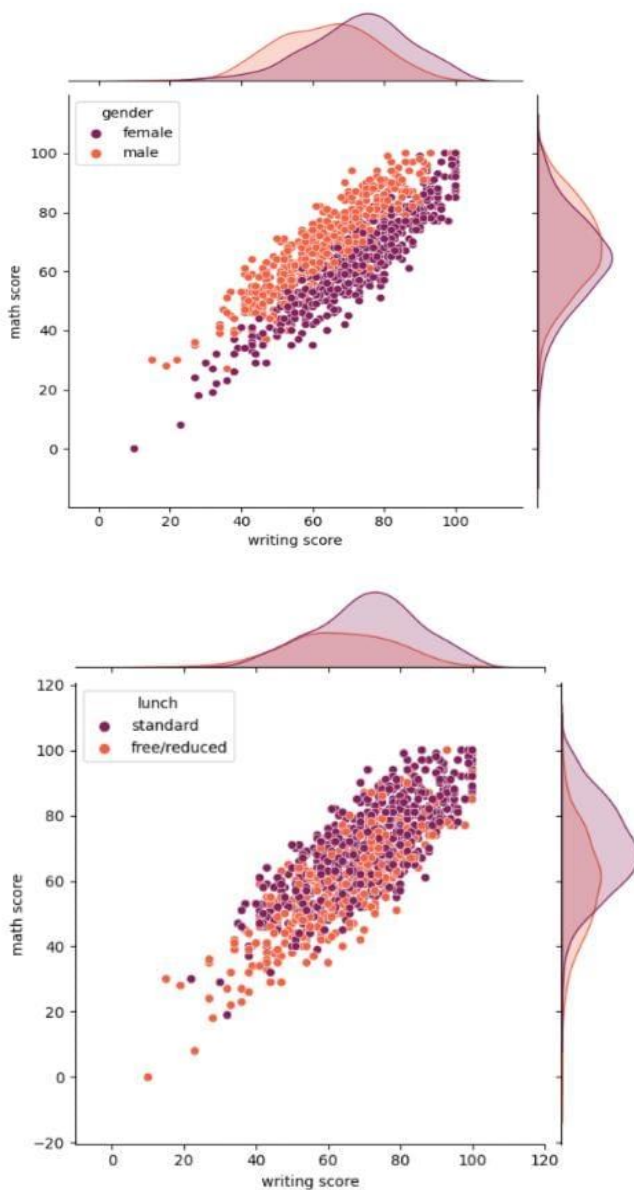 gender
female
male
100
80
60
40
20
0
math score
0 20 40 60 80 100
writing score
120
lunch
standard
free/reduced
100
80
60
40
20
0
−20
math score
0 20 40 60 80 100 120
writing score